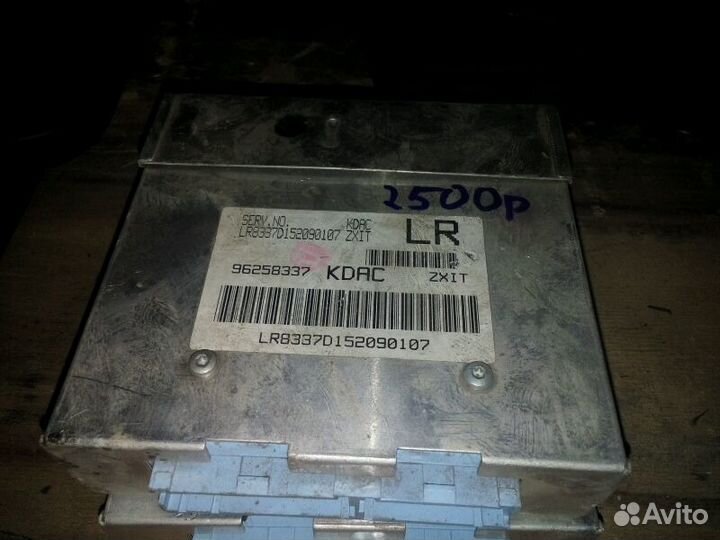 2500р
SERV.NO. KDAC
LR8337D152090107 ZXIT LR
96258337 KDAC ZXIT
LR8337D152090107
Avito